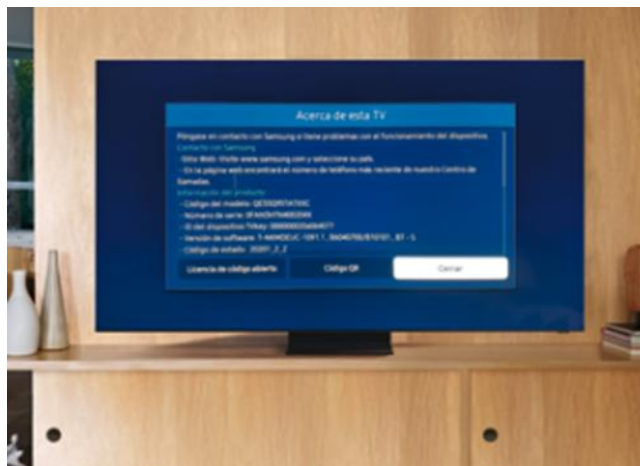 Acerca de esta TV
Póngase en contacto con Samsung si tiene problemas con el funcionamiento del dispositivo.
Contacto con Samsung
- Sitio Web: Visite www.samsung.com y seleccione su país.
- En la página web encontrará el número de teléfono más reciente de nuestro Centro de
llamadas.
Información del producto
- Código del modelo:
- Número de serie:
- ID del dispositivo TVKey:
- Versión de software:
- Código de estado:
Licencia de código abierto
Código QR
Cerrar